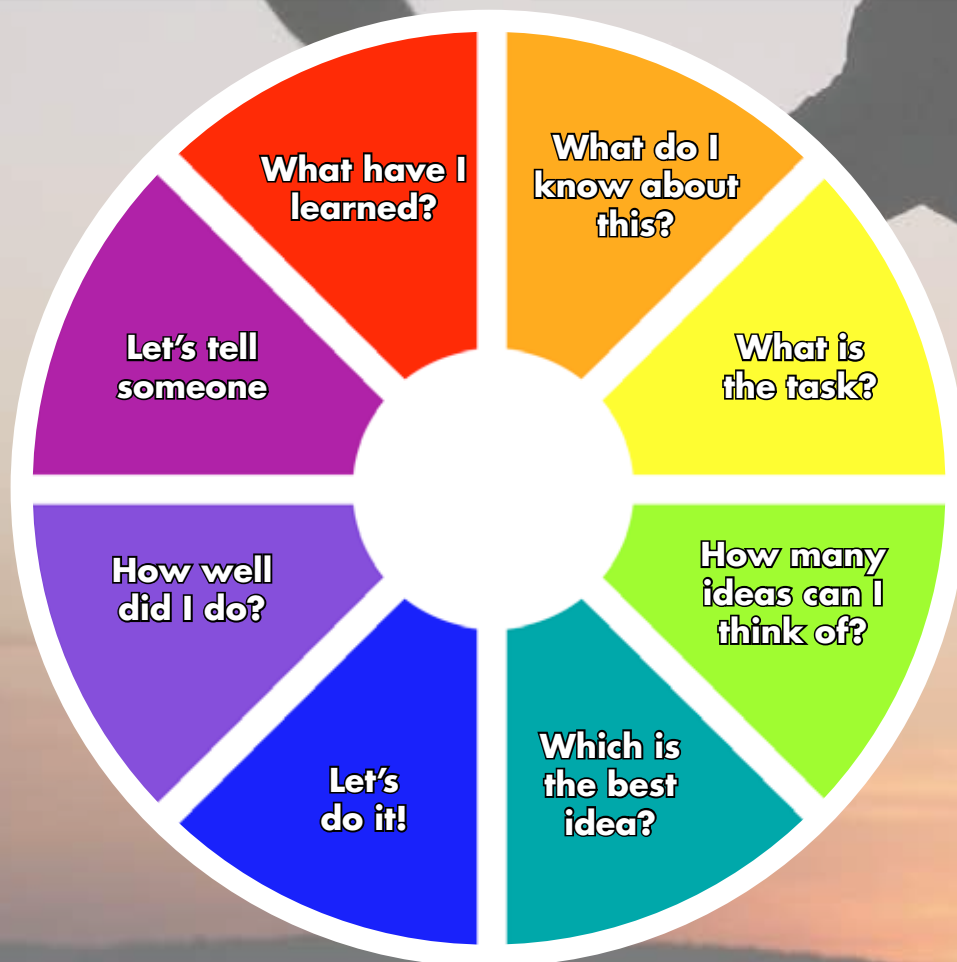 What do I
know about
this?
What is
the task?
How many
ideas can I
think of?
Which is
the best
idea?
Let's
do it!
How well
did I do?
Let's tell
someone
What have I
learned?